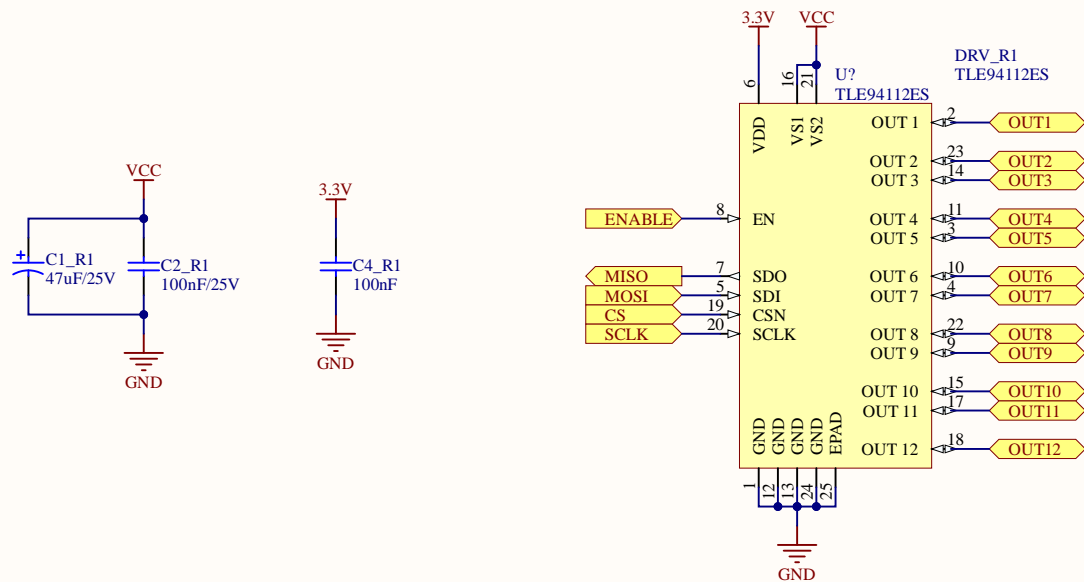 3.3V
VCC
DRV_R1
TLE94112ES
U?
TLE94112ES
6
16
21
VDD
VS1
VS2
OUT 1
2
OUT1
OUT 2
23
OUT2
OUT 3
14
OUT3
VCC
3.3V
ENABLE
8
EN
OUT 4
11
OUT4
OUT 5
3
OUT5
+
C1_R1
47uF/25V
C2_R1
100nF/25V
C4_R1
100nF
MISO
7
SDO
OUT 6
10
OUT6
MOSI
5
SDI
OUT 7
4
OUT7
CS
19
CSN
SCLK
20
SCLK
OUT 8
22
OUT8
OUT 9
9
OUT9
GND
GND
OUT 10
15
OUT10
OUT 11
17
OUT11
OUT 12
18
OUT12
GND
GND
GND
GND
EPAD
1
12
13
24
25
GND